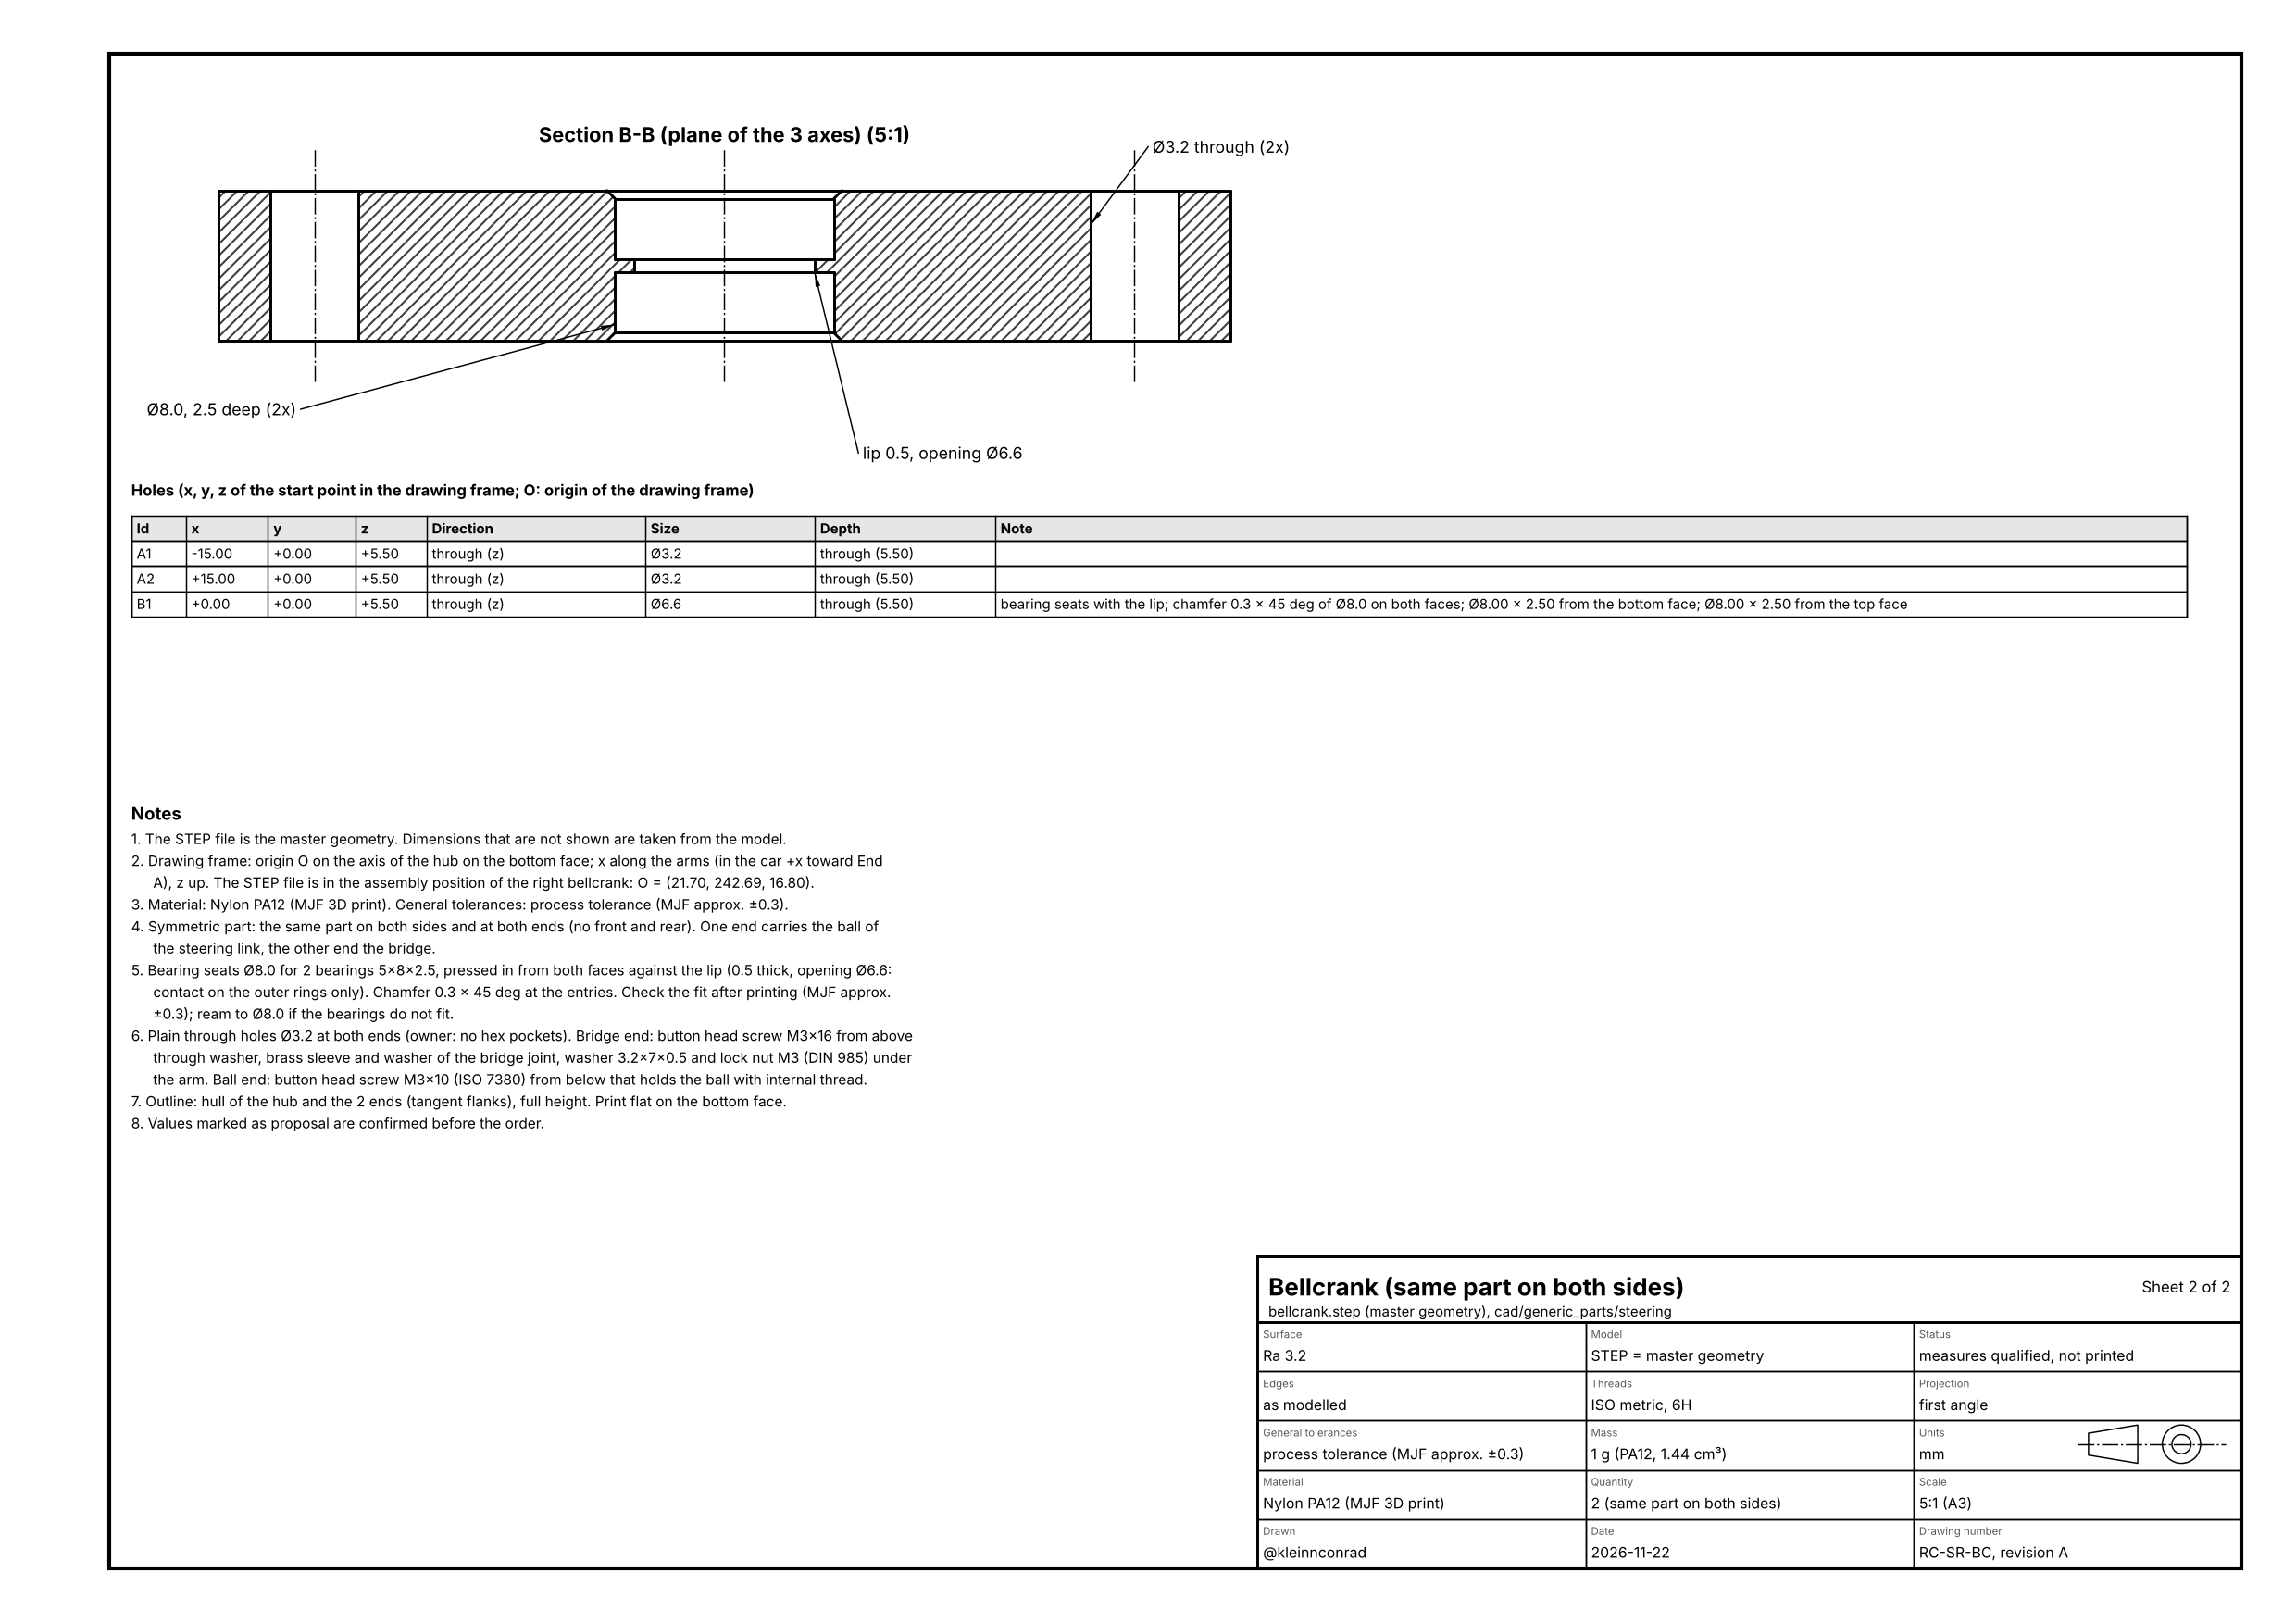 Section B-B (plane of the 3 axes) (5:1)
Ø3.2 through (2x)
Ø8.0, 2.5 deep (2x)
lip 0.5, opening Ø6.6
Holes (x, y, z of the start point in the drawing frame; O: origin of the drawing frame)
Id x y z Direction Size Depth Note
A1 -15.00 +0.00 +5.50 through (z) Ø3.2 through (5.50)
A2 +15.00 +0.00 +5.50 through (z) Ø3.2 through (5.50)
B1 +0.00 +0.00 +5.50 through (z) Ø6.6 through (5.50) bearing seats with the lip; chamfer 0.3 × 45 deg of Ø8.0 on both faces; Ø8.00 × 2.50 from the bottom face; Ø8.00 × 2.50 from the top face
Notes
1. The STEP file is the master geometry. Dimensions that are not shown are taken from the model.
2. Drawing frame: origin O on the axis of the hub on the bottom face; x along the arms (in the car +x toward End
A), z up. The STEP file is in the assembly position of the right bellcrank: O = (21.70, 242.69, 16.80).
3. Material: Nylon PA12 (MJF 3D print). General tolerances: process tolerance (MJF approx. ±0.3).
4. Symmetric part: the same part on both sides and at both ends (no front and rear). One end carries the ball of
the steering link, the other end the bridge.
5. Bearing seats Ø8.0 for 2 bearings 5×8×2.5, pressed in from both faces against the lip (0.5 thick, opening Ø6.6:
contact on the outer rings only). Chamfer 0.3 × 45 deg at the entries. Check the fit after printing (MJF approx.
±0.3); ream to Ø8.0 if the bearings do not fit.
6. Plain through holes Ø3.2 at both ends (owner: no hex pockets). Bridge end: button head screw M3×16 from above
through washer, brass sleeve and washer of the bridge joint, washer 3.2×7×0.5 and lock nut M3 (DIN 985) under
the arm. Ball end: button head screw M3×10 (ISO 7380) from below that holds the ball with internal thread.
7. Outline: hull of the hub and the 2 ends (tangent flanks), full height. Print flat on the bottom face.
8. Values marked as proposal are confirmed before the order.
Bellcrank (same part on both sides) Sheet 2 of 2
bellcrank.step (master geometry), cad/generic_parts/steering
Surface Model Status
Ra 3.2 STEP = master geometry measures qualified, not printed
Edges Threads Projection
as modelled ISO metric, 6H first angle
General tolerances Mass Units
process tolerance (MJF approx. ±0.3) 1 g (PA12, 1.44 cm³) mm
Material Quantity Scale
Nylon PA12 (MJF 3D print) 2 (same part on both sides) 5:1 (A3)
Drawn Date Drawing number
@kleinnconrad 2026-11-22 RC-SR-BC, revision A